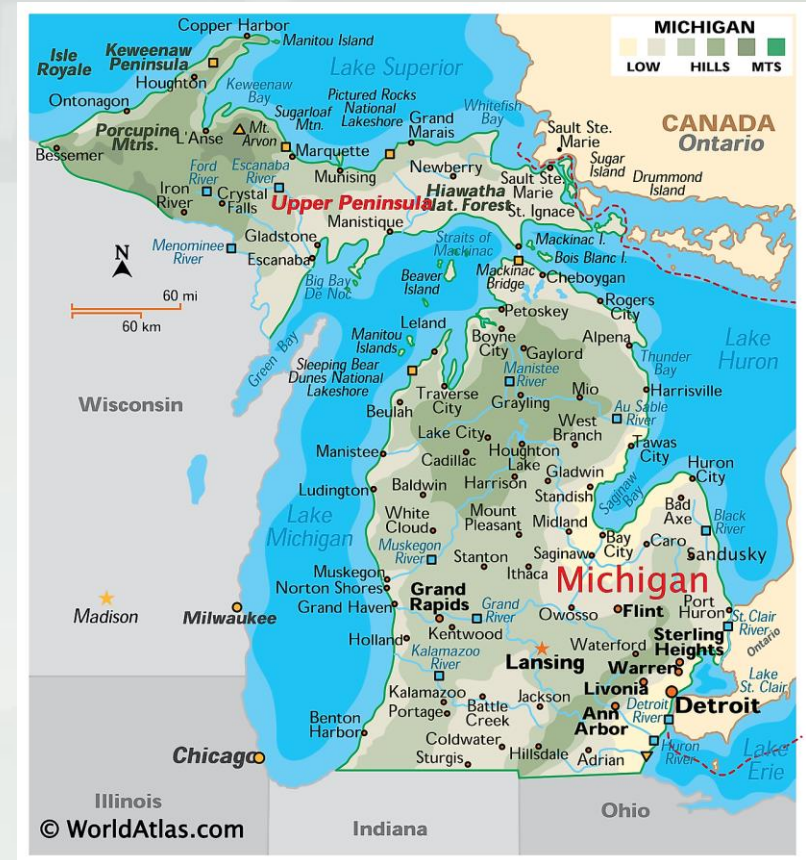 MICHIGAN
LOW HILLS MTS
Copper Harbor
Manitou Island
Isle
Royale
Keweenaw
Peninsula
Houghton
Keweenaw
Bay
Lake Superior
Ontonagon
Sugarloaf
Mtn.
Pictured Rocks
National
Lakeshore
Whitefish
Bay
Grand
Marais
Sault Ste.
Marie
CANADA
Ontario
Porcupine
Mtns.
L'Anse
Mt.
Arvon
Marquette
Bessemer
Ford
River
Escanaba
River
Munising
Newberry
Sault Ste.
Marie
Sugar
Island
Drummond
Island
Iron
River
Crystal
Falls
Upper Peninsula
Hiawatha
Nat. Forest
St. Ignace
Manistique
Gladstone
Menominee
River
Escanaba
Big Bay
De Noc
Straits of
Mackinac
Mackinac I.
Bois Blanc I.
Beaver
Island
Mackinac
Bridge
Cheboygan
N
60 mi
60 km
Rogers
City
Petoskey
Leland
Manitou
Islands
Boyne
City
Gaylord
Alpena
Lake
Huron
Green Bay
Sleeping Bear
Dunes National
Lakeshore
Manistee
River
Thunder
Bay
Wisconsin
Traverse
City
Grayling
Mio
Harrisville
Beulah
Au Sable
River
Lake City
West
Branch
Manistee
Cadillac
Houghton
Lake
Tawas
City
Huron
City
Ludington
Baldwin
Harrison
Gladwin
Standish
Saginaw
Bay
Lake
Michigan
White
Cloud
Mount
Pleasant
Midland
Bay
City
Bad
Axe
Black
River
Caro
Sandusky
Muskegon
River
Stanton
Saginaw
Ithaca
Michigan
Muskegon
Norton Shores
Grand Haven
Grand
Rapids
Grand
River
Owosso
Flint
Port
Huron
St. Clair
River
Madison
Milwaukee
Kentwood
Holland
Kalamazoo
River
Lansing
Waterford
Sterling
Heights
Warren
Ontario
Lake
St. Clair
Livonia
Detroit
Kalamazoo
Portage
Battle
Creek
Jackson
Ann
Arbor
Detroit
River
Benton
Harbor
Coldwater
Sturgis
Hillsdale
Adrian
Huron
River
Lake
Erie
Chicago
Illinois
Indiana
Ohio
© WorldAtlas.com